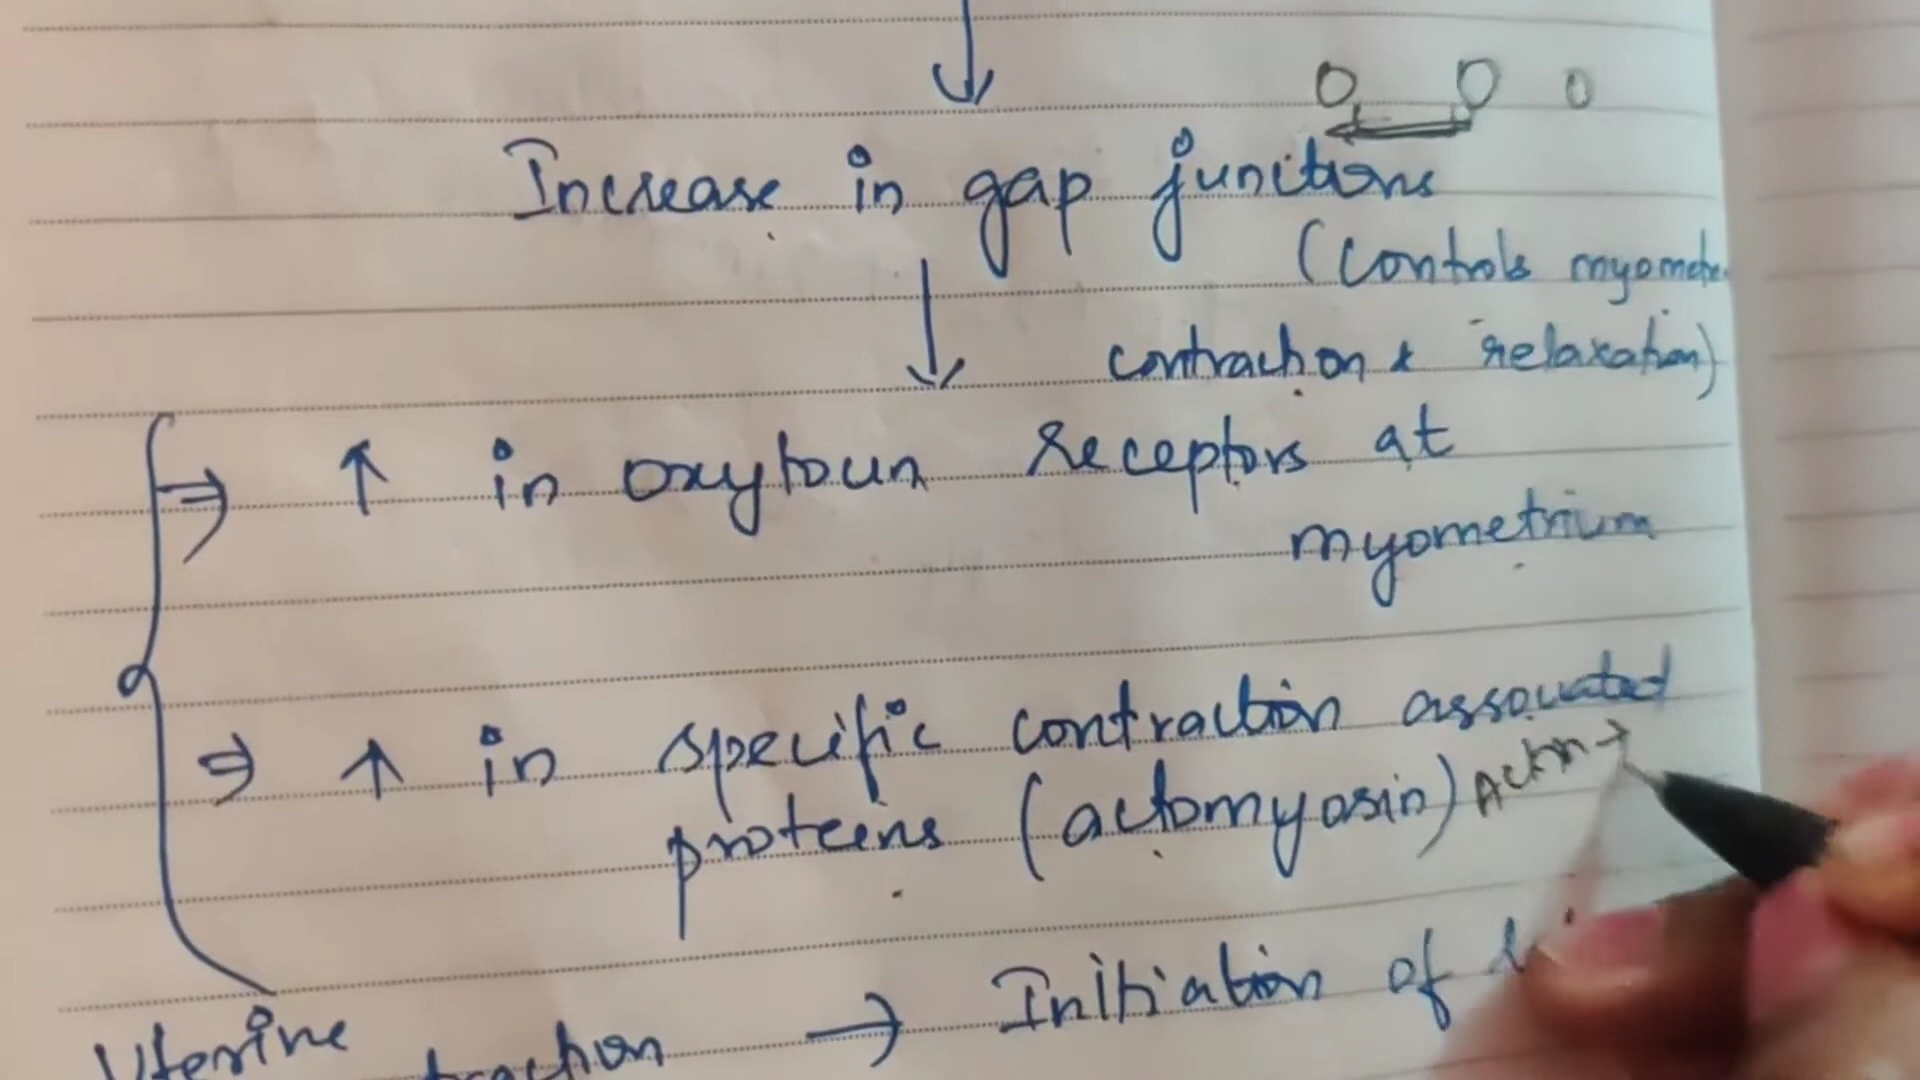 Increase in gap junctions
(Controls myomet
contraction & relaxation)
↑ in oxytocin receptors at
myometrium
⇒ ↑ in specific contraction associated
proteins (actomyosin) Actin →
Uterine
→ Initiation of